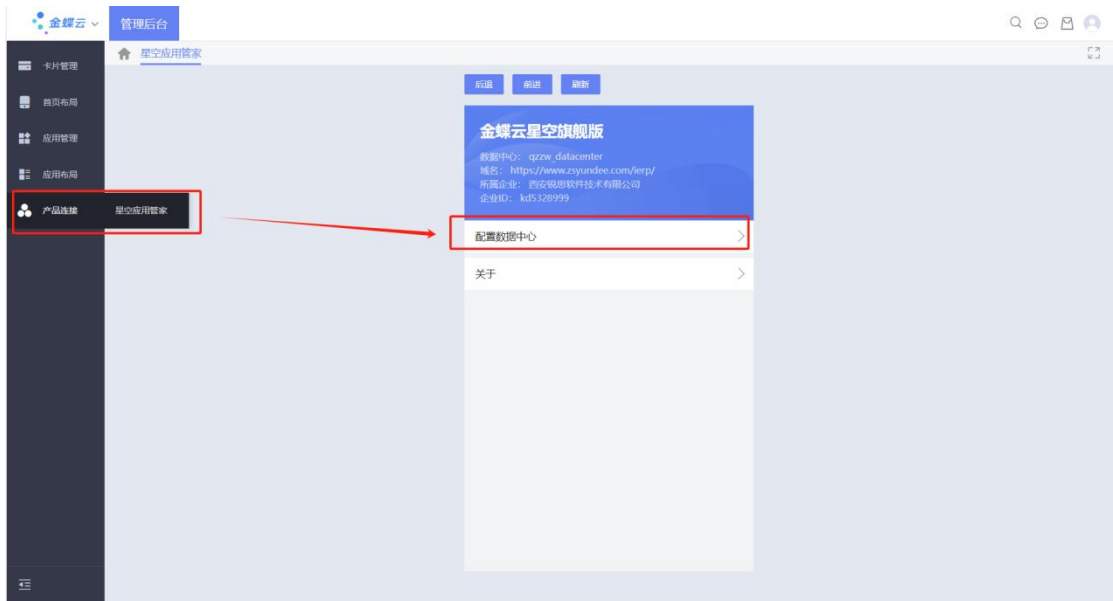 金蝶云 管理后台
星空应用管家
卡片管理
首页布局
应用管理
应用布局
产品连接 星空应用管家
后退 前进 刷新
金蝶云星空旗舰版
数据中心： qzzw_datacenter
域名： https://www.zsyundee.com/ierp/
所属企业： 西安锐思软件技术有限公司
企业ID： kd5328999
配置数据中心
关于